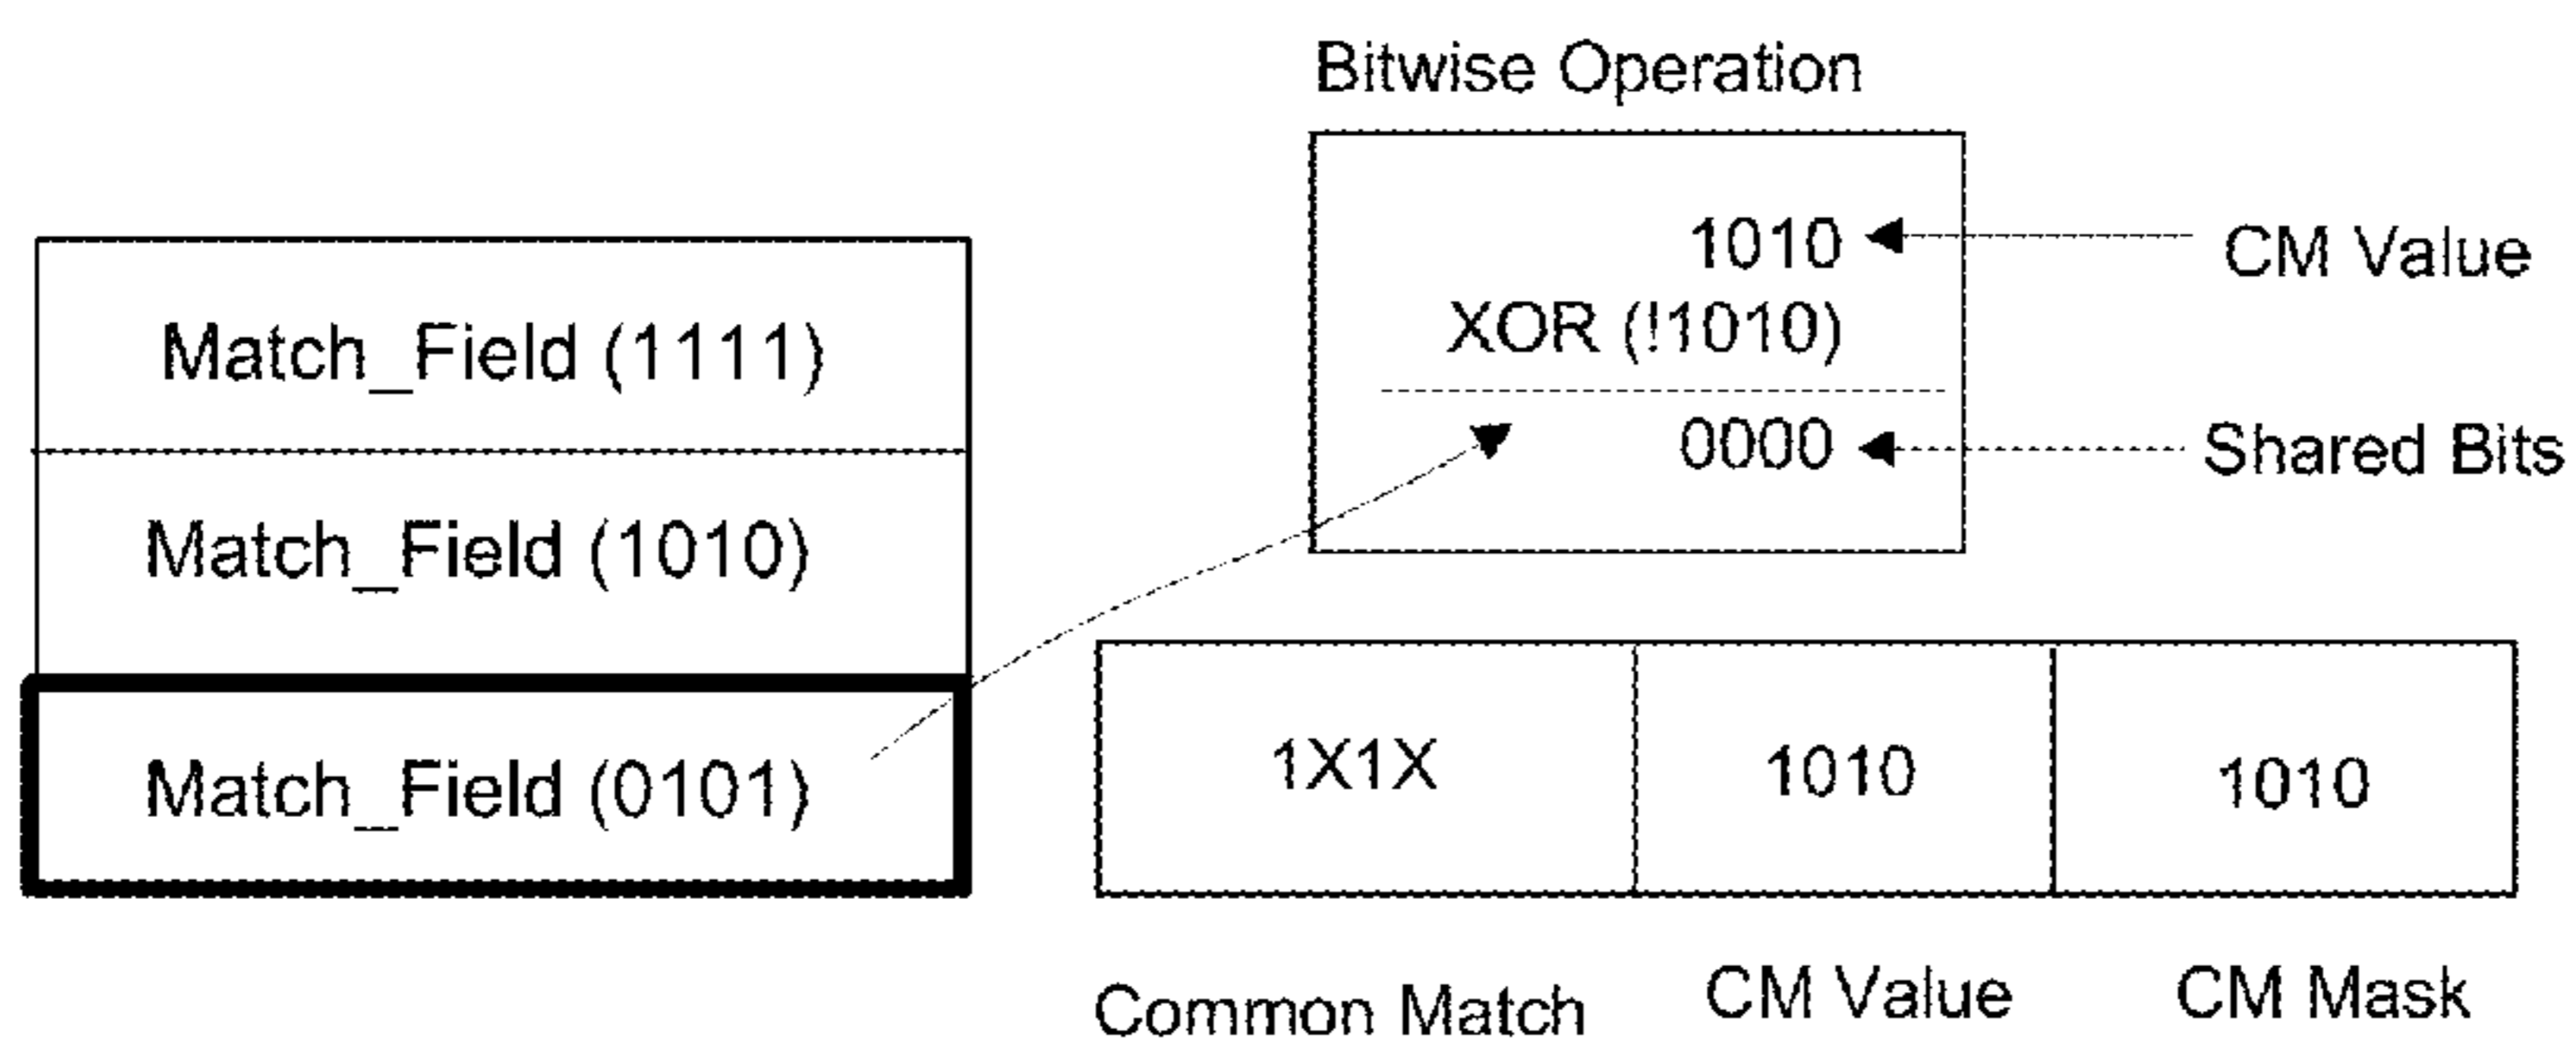 Bitwise Operation
1010
CM Value
XOR (!1010)
0000
Shared Bits
Match_Field (1111)
Match_Field (1010)
Match_Field (0101)
1X1X
1010
1010
Common Match
CM Value
CM Mask